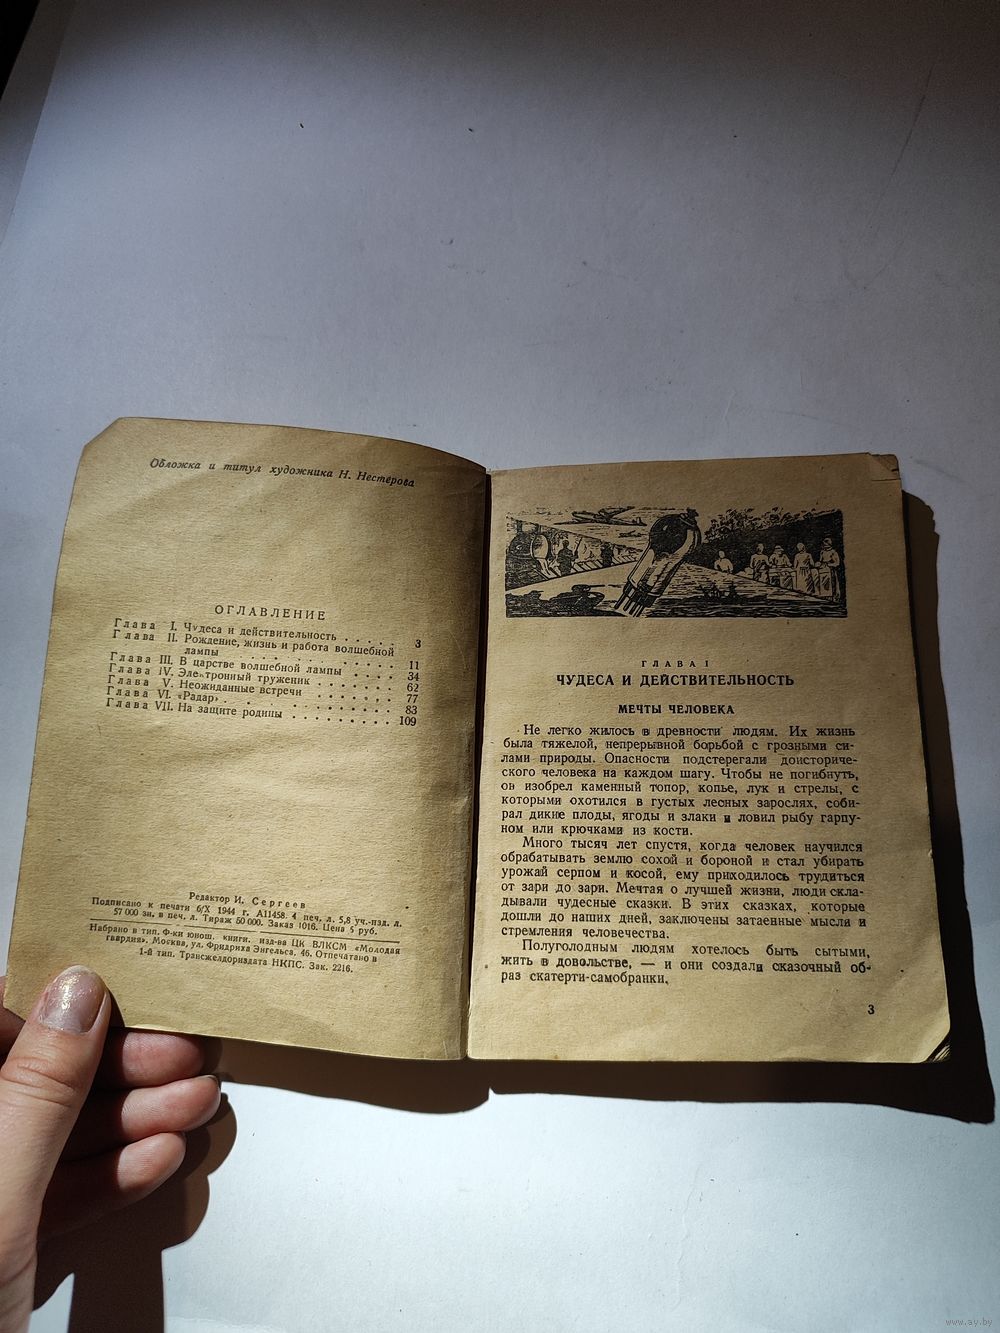 Обложка и титул художника Н. Нестерова
ОГЛАВЛЕНИЕ
Глава I. Чудеса и действительность . . . . . 3
Глава II. Рождение, жизнь и работа волшебной
лампы . . . . . . . . . . 11
Глава III. В царстве волшебной лампы . . . . 34
Глава IV. Электронный труженик . . . . . . . 62
Глава V. Неожиданные встречи . . . . . . 77
Глава VI. «Радар» . . . . . . . . . . . . 83
Глава VII. На защите родины . . . . . . . . 109
Редактор И. Сергеев
Подписано к печати 6/X 1944 г. А11458. 4 печ. л. 5,8 уч.-изд. л.
57 000 зн. в печ. л. Тираж 50 000. Заказ 1016. Цена 5 руб.
Набрано в тип. Ф-ки юнош. книги, изд-ва ЦК ВЛКСМ «Молодая
гвардия», Москва, ул. Фридриха Энгельса, 46. Отпечатано в
1-й тип. Трансжелдориздата НКПС. Зак. 2216.
ГЛАВА I
ЧУДЕСА И ДЕЙСТВИТЕЛЬНОСТЬ
МЕЧТЫ ЧЕЛОВЕКА
Не легко жилось в древности людям. Их жизнь
была тяжелой, непрерывной борьбой с грозными си-
лами природы. Опасности подстерегали доисториче-
ского человека на каждом шагу. Чтобы не погибнуть,
он изобрел каменный топор, копье, лук и стрелы, с
которыми охотился в густых лесных зарослях, соби-
рал дикие плоды, ягоды и злаки и ловил рыбу гарпу-
ном или крючками из кости.
Много тысяч лет спустя, когда человек научился
обрабатывать землю сохой и бороной и стал убирать
урожай серпом и косой, ему приходилось трудиться
от зари до зари. Мечтая о лучшей жизни, люди скла-
дывали чудесные сказки. В этих сказках, которые
дошли до наших дней, заключены затаенные мысли и
стремления человечества.
Полуголодным людям хотелось быть сытыми,
жить в довольстве, — и они создали сказочный об-
раз скатерти-самобранки,
3
www.ay.by